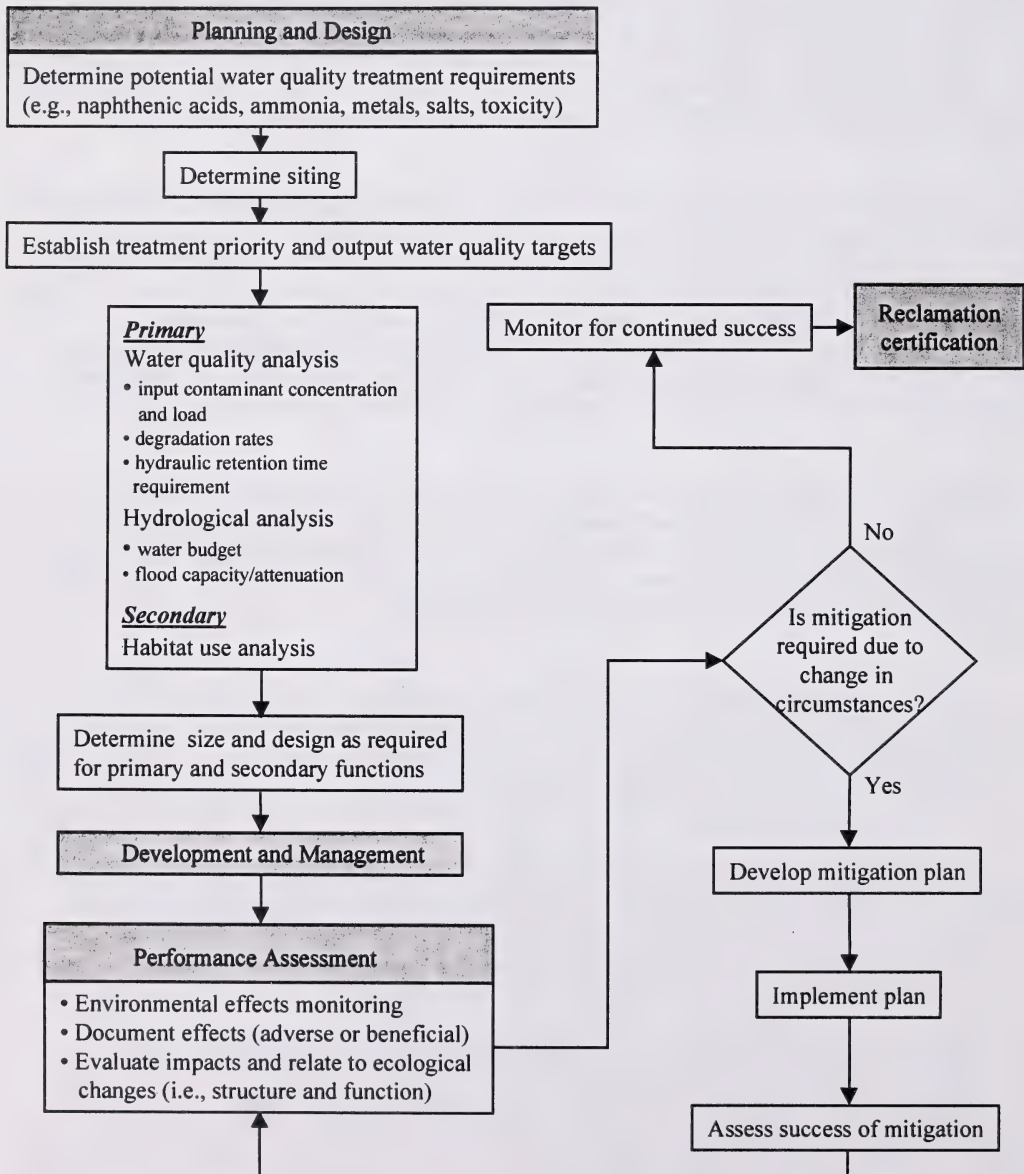 Planning and Design
Determine potential water quality treatment requirements
(e.g., naphthenic acids, ammonia, metals, salts, toxicity)
Determine siting
Establish treatment priority and output water quality targets
Primary
Water quality analysis
• input contaminant concentration
and load
• degradation rates
• hydraulic retention time
requirement
Hydrological analysis
• water budget
• flood capacity/attenuation
Secondary
Habitat use analysis
Determine size and design as required
for primary and secondary functions
Development and Management
Performance Assessment
• Environmental effects monitoring
• Document effects (adverse or beneficial)
• Evaluate impacts and relate to ecological
changes (i.e., structure and function)
Monitor for continued success
Reclamation
certification
No
Is mitigation
required due to
change in
circumstances?
Yes
Develop mitigation plan
Implement plan
Assess success of mitigation